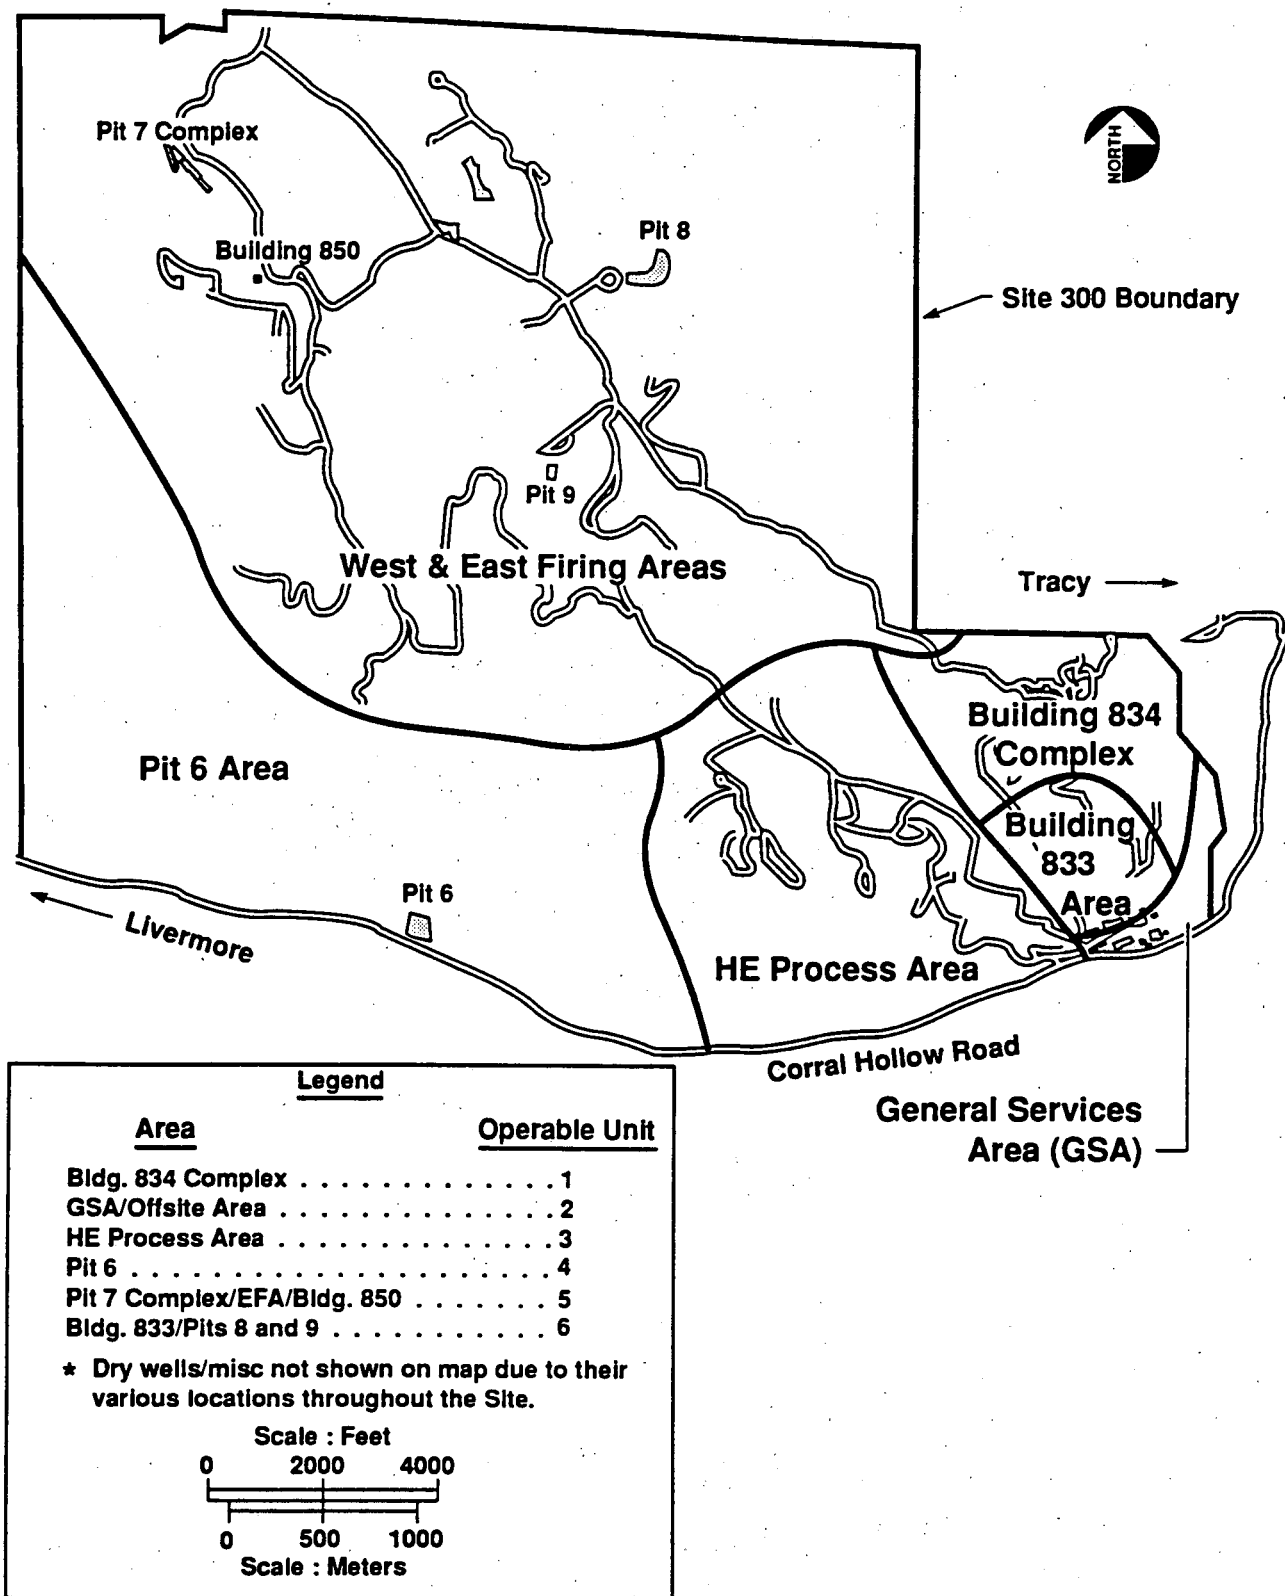 Pit 7 Complex
NORTH
Building 850
Pit 8
Site 300 Boundary
Pit 9
West & East Firing Areas
Tracy
Building 834
Complex
Pit 6 Area
Building
833
Area
Pit 6
Livermore
HE Process Area
Corral Hollow Road
General Services
Area (GSA)
Legend
Area Operable Unit
Bldg. 834 Complex . . . . . . . . . . . . . 1
GSA/Offsite Area . . . . . . . . . . . . . . 2
HE Process Area . . . . . . . . . . . . . . 3
Pit 6 . . . . . . . . . . . . . . . . . . . . . 4
Pit 7 Complex/EFA/Bldg. 850 . . . . . . . 5
Bldg. 833/Pits 8 and 9 . . . . . . . . . . . 6
* Dry wells/misc not shown on map due to their
various locations throughout the Site.
Scale : Feet
0 2000 4000
0 500 1000
Scale : Meters